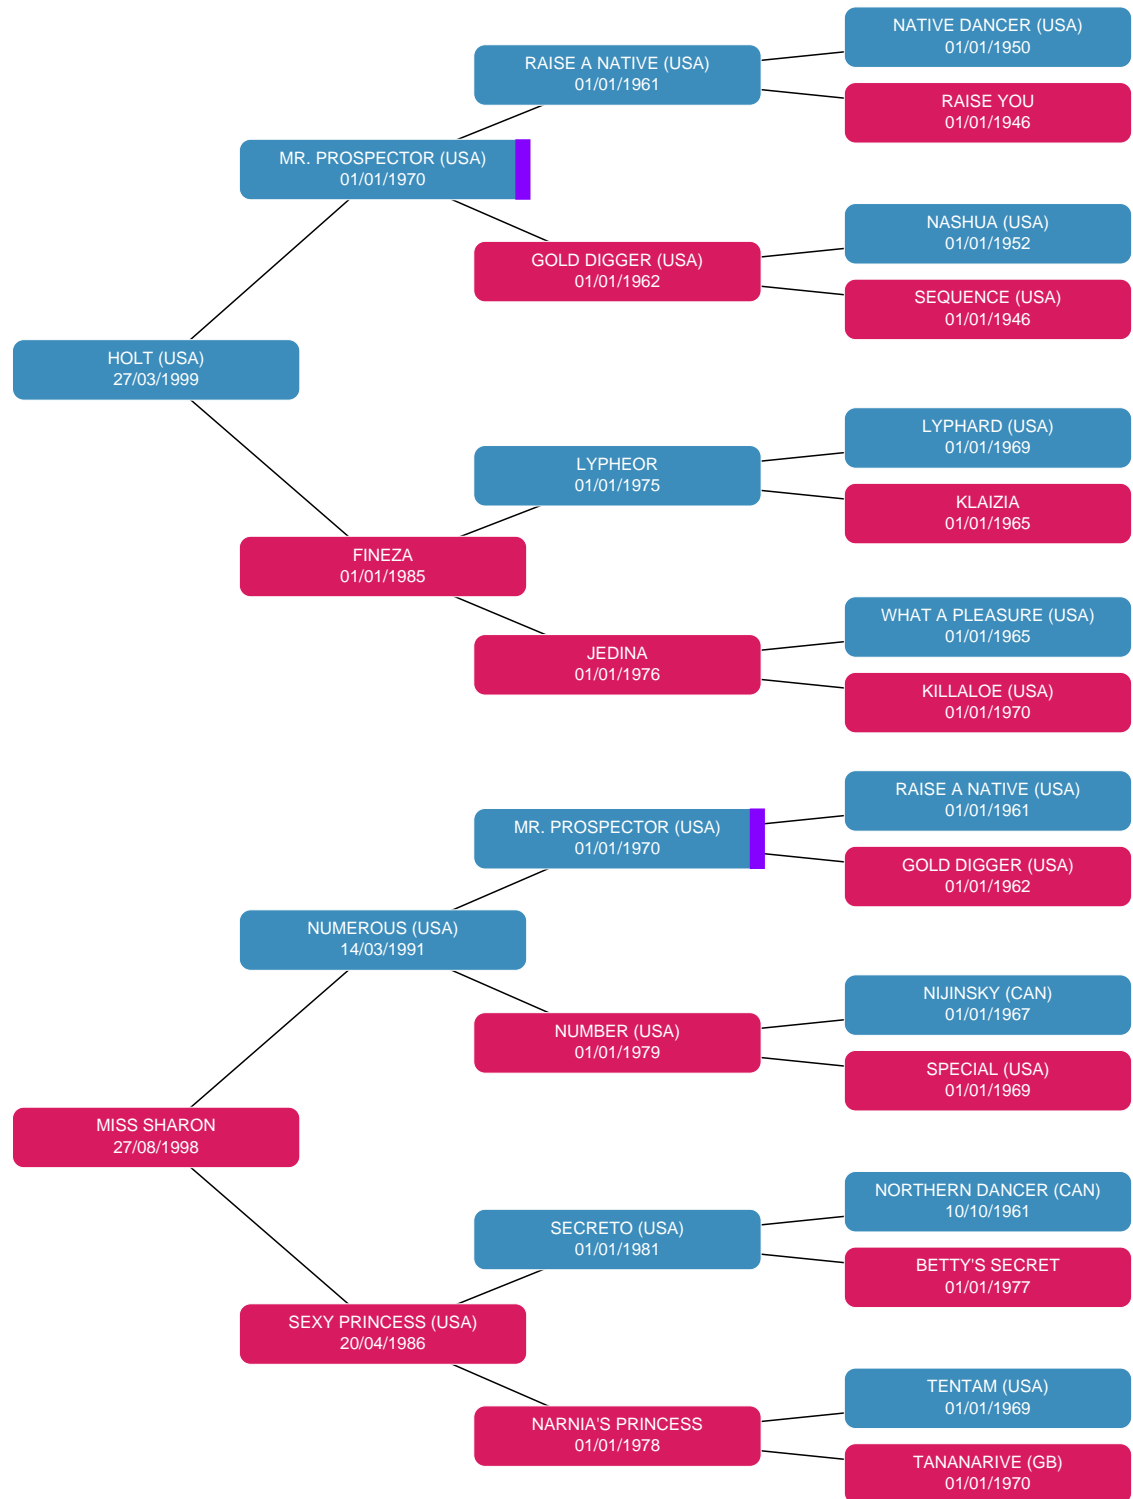 NATIVE DANCER (USA)
01/01/1950
RAISE A NATIVE (USA)
01/01/1961
RAISE YOU
01/01/1946
MR. PROSPECTOR (USA)
01/01/1970
NASHUA (USA)
01/01/1952
GOLD DIGGER (USA)
01/01/1962
SEQUENCE (USA)
01/01/1946
HOLT (USA)
27/03/1999
LYPHARD (USA)
01/01/1969
LYPHEOR
01/01/1975
KLAIZIA
01/01/1965
FINEZA
01/01/1985
WHAT A PLEASURE (USA)
01/01/1965
JEDINA
01/01/1976
KILLALOE (USA)
01/01/1970
RAISE A NATIVE (USA)
01/01/1961
MR. PROSPECTOR (USA)
01/01/1970
GOLD DIGGER (USA)
01/01/1962
NUMEROUS (USA)
14/03/1991
NIJINSKY (CAN)
01/01/1967
NUMBER (USA)
01/01/1979
SPECIAL (USA)
01/01/1969
MISS SHARON
27/08/1998
NORTHERN DANCER (CAN)
10/10/1961
SECRETO (USA)
01/01/1981
BETTY'S SECRET
01/01/1977
SEXY PRINCESS (USA)
20/04/1986
TENTAM (USA)
01/01/1969
NARNIA'S PRINCESS
01/01/1978
TANANARIVE (GB)
01/01/1970